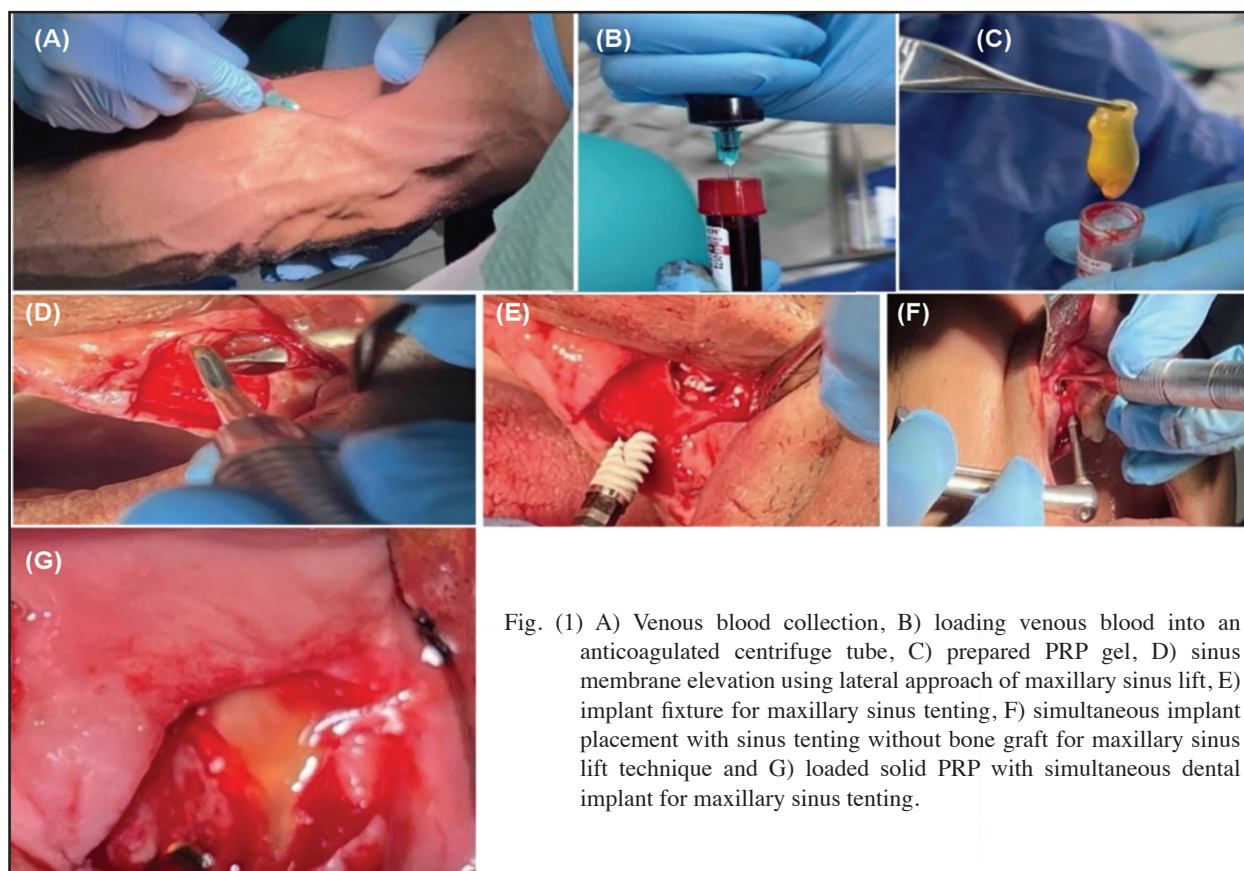 (A)
(B)
(C)
(D)
(E)
(F)
(G)
Fig. (1) A) Venous blood collection, B) loading venous blood into an
anticoagulated centrifuge tube, C) prepared PRP gel, D) sinus
membrane elevation using lateral approach of maxillary sinus lift, E)
implant fixture for maxillary sinus tenting, F) simultaneous implant
placement with sinus tenting without bone graft for maxillary sinus
lift technique and G) loaded solid PRP with simultaneous dental
implant for maxillary sinus tenting.